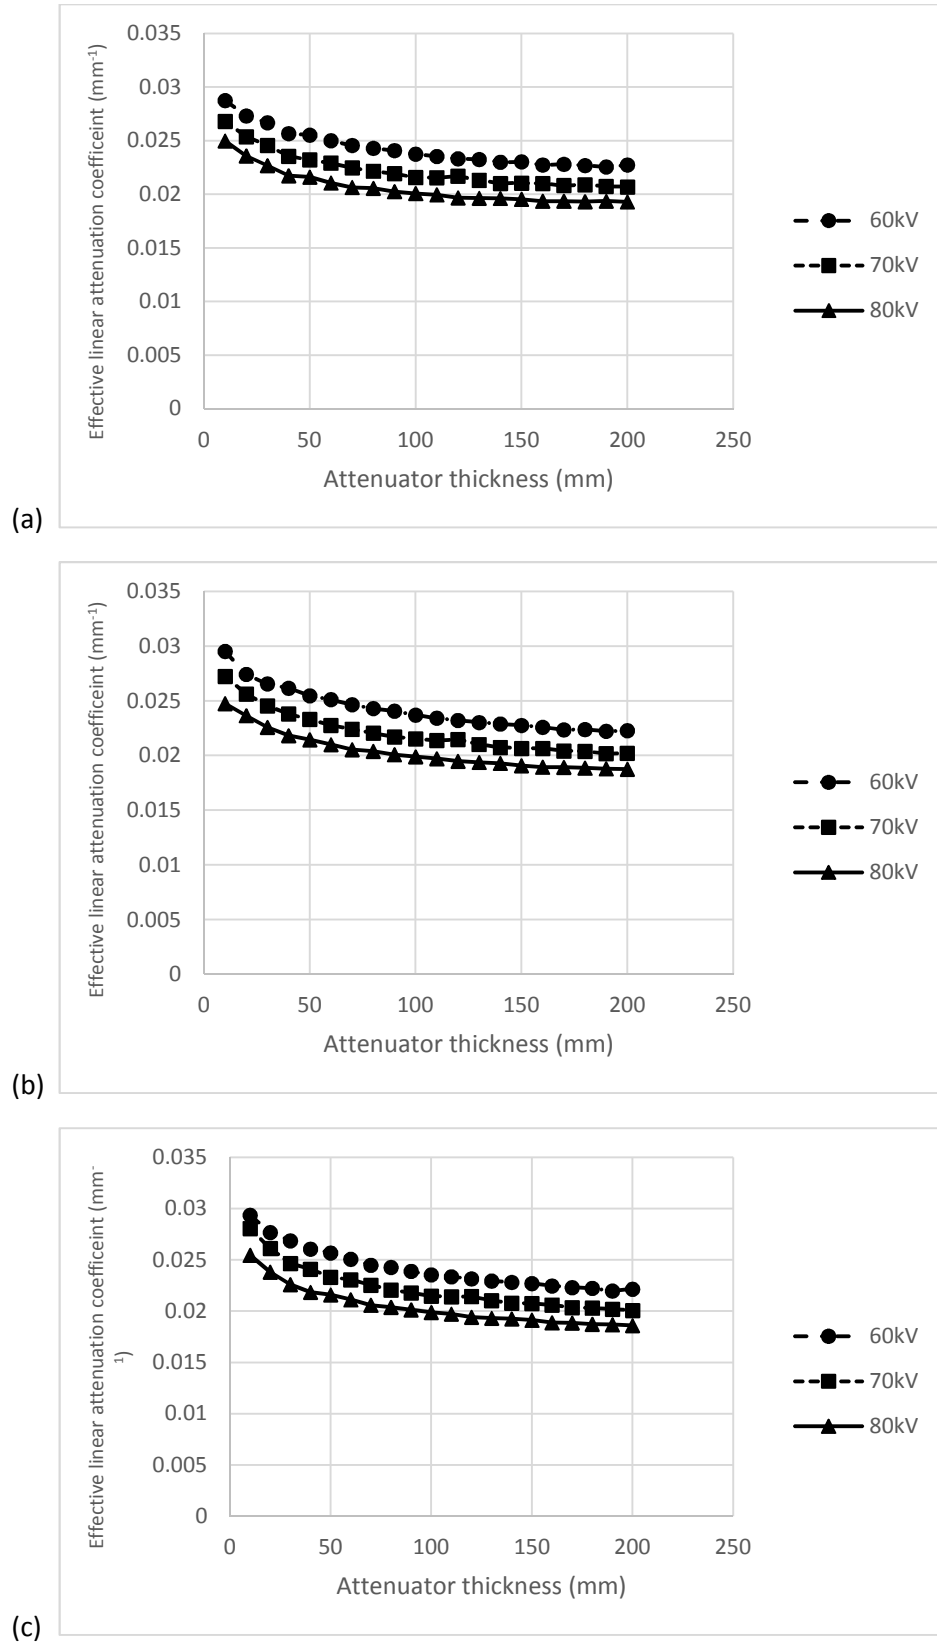 0.035
0.03
0.025
0.02
0.015
0.01
0.005
0
0 50 100 150 200 250
Effective linear attenuation coefficeint (mm⁻¹)
Attenuator thickness (mm)
60kV
70kV
80kV
(a)
0.035
0.03
0.025
0.02
0.015
0.01
0.005
0
0 50 100 150 200 250
Effective linear attenuation coefficeint (mm⁻¹)
Attenuator thickness (mm)
60kV
70kV
80kV
(b)
0.035
0.03
0.025
0.02
0.015
0.01
0.005
0
0 50 100 150 200 250
Effective linear attenuation coefficeint (mm⁻
¹)
Attenuator thickness (mm)
60kV
70kV
80kV
(c)